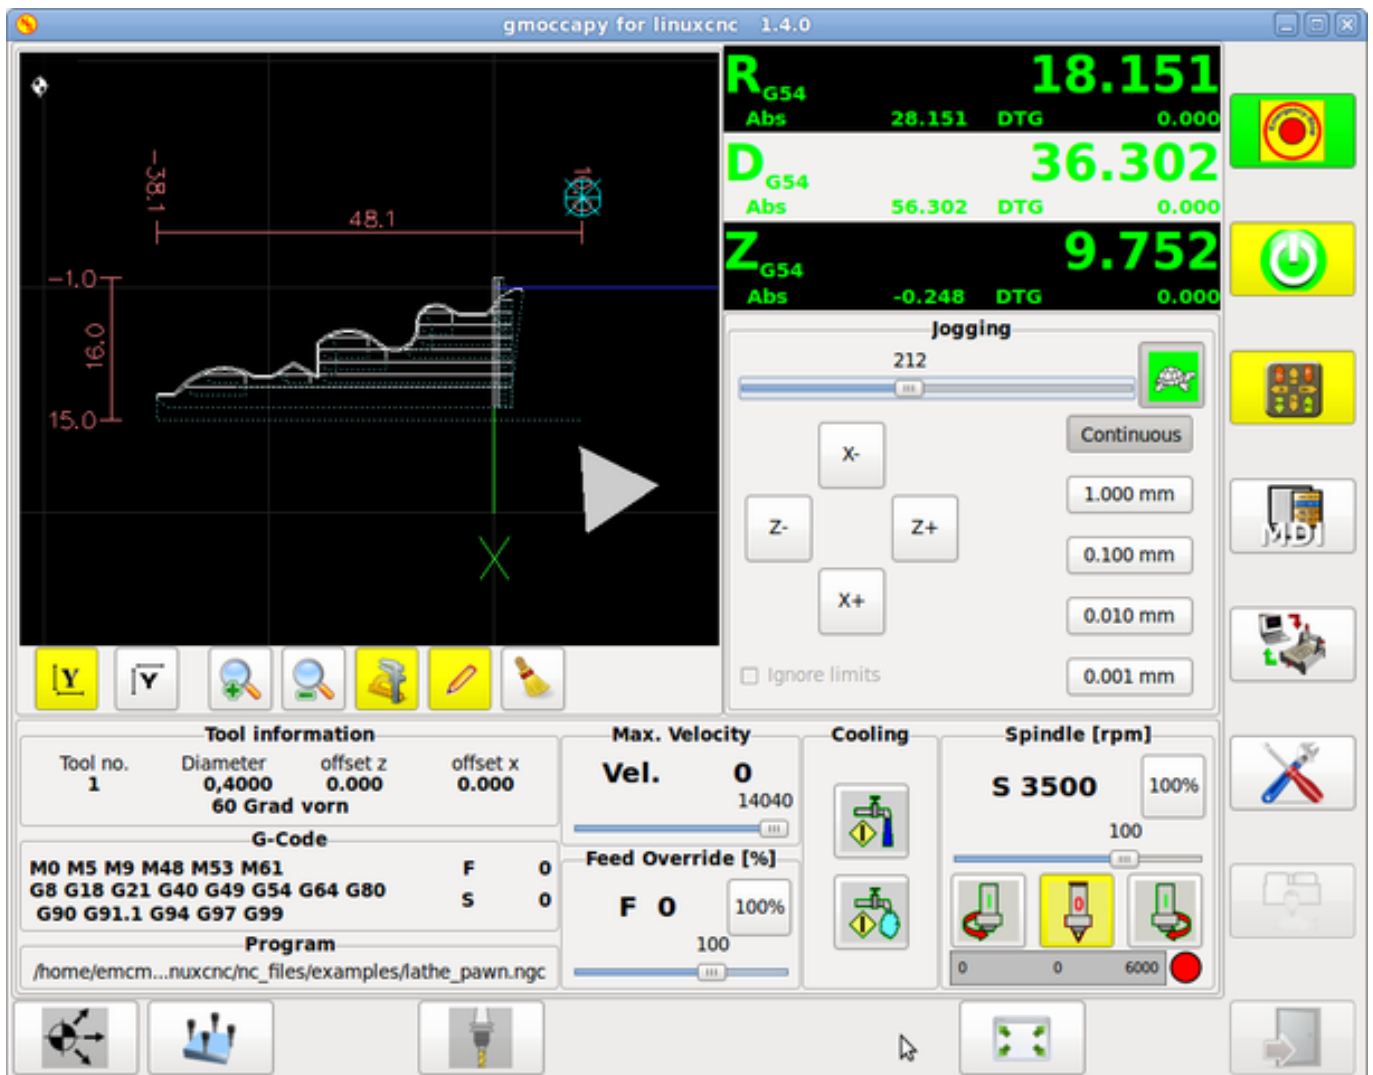 gmoccapy for linuxcnc 1.4.0
-38.1
48.1
-1.0
16.0
15.0
X
R G54 18.151
Abs 28.151 DTG 0.000
D G54 36.302
Abs 56.302 DTG 0.000
Z G54 9.752
Abs -0.248 DTG 0.000
Jogging
212
Continuous
X-
1.000 mm
Z- Z+
0.100 mm
X+
0.010 mm
Ignore limits
0.001 mm
MDI
Y Y
Tool information
Tool no. Diameter offset z offset x
1 0,4000 0.000 0.000
60 Grad vorn
G-Code
M0 M5 M9 M48 M53 M61 F 0
G8 G18 G21 G40 G49 G54 G64 G80 S 0
G90 G91.1 G94 G97 G99
Program
/home/emcm...nuxcnc/nc_files/examples/lathe_pawn.ngc
Max. Velocity
Vel. 0
14040
Feed Override [%]
F 0 100%
100
Cooling
Spindle [rpm]
S 3500 100%
100
0
0 0 6000